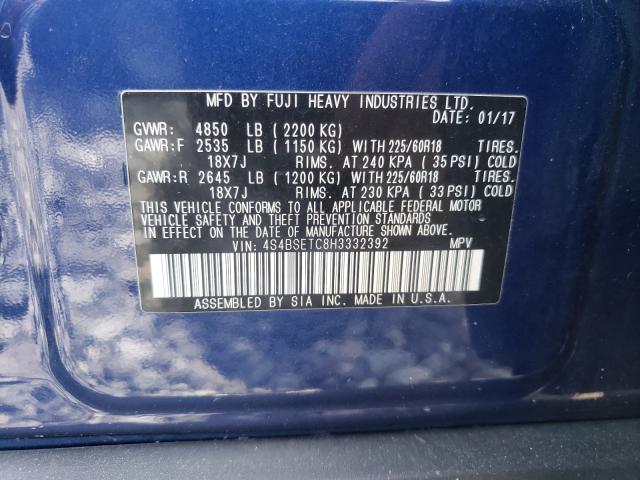 MFD BY FUJI HEAVY INDUSTRIES LTD.
DATE: 01/17
GVWR: 4850 LB ( 2200 KG)
GAWR:F 2535 LB ( 1150 KG) WITH 225/60R18 TIRES.
18X7J RIMS. AT 240 KPA ( 35 PSI) COLD
GAWR:R 2645 LB ( 1200 KG) WITH 225/60R18 TIRES.
18X7J RIMS. AT 230 KPA ( 33 PSI) COLD
THIS VEHICLE CONFORMS TO ALL APPLICABLE FEDERAL MOTOR
VEHICLE SAFETY AND THEFT PREVENTION STANDARDS
IN EFFECT ON THE DATE OF MANUFACTURE SHOWN ABOVE.
VIN: 4S4BSETC8H3332392 MPV
ASSEMBLED BY SIA INC. MADE IN U.S.A.